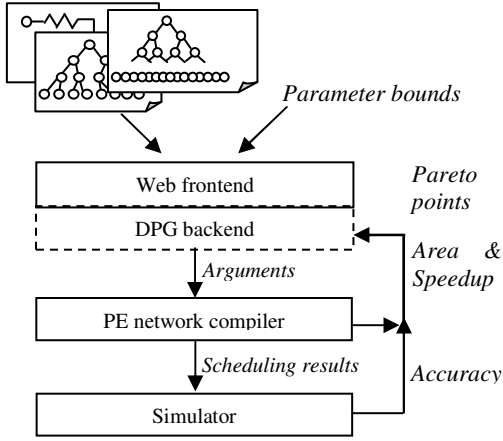 Parameter bounds
Web frontend
Pareto
points
DPG backend
Area &
Speedup
Arguments
PE network compiler
Scheduling results
Accuracy
Simulator